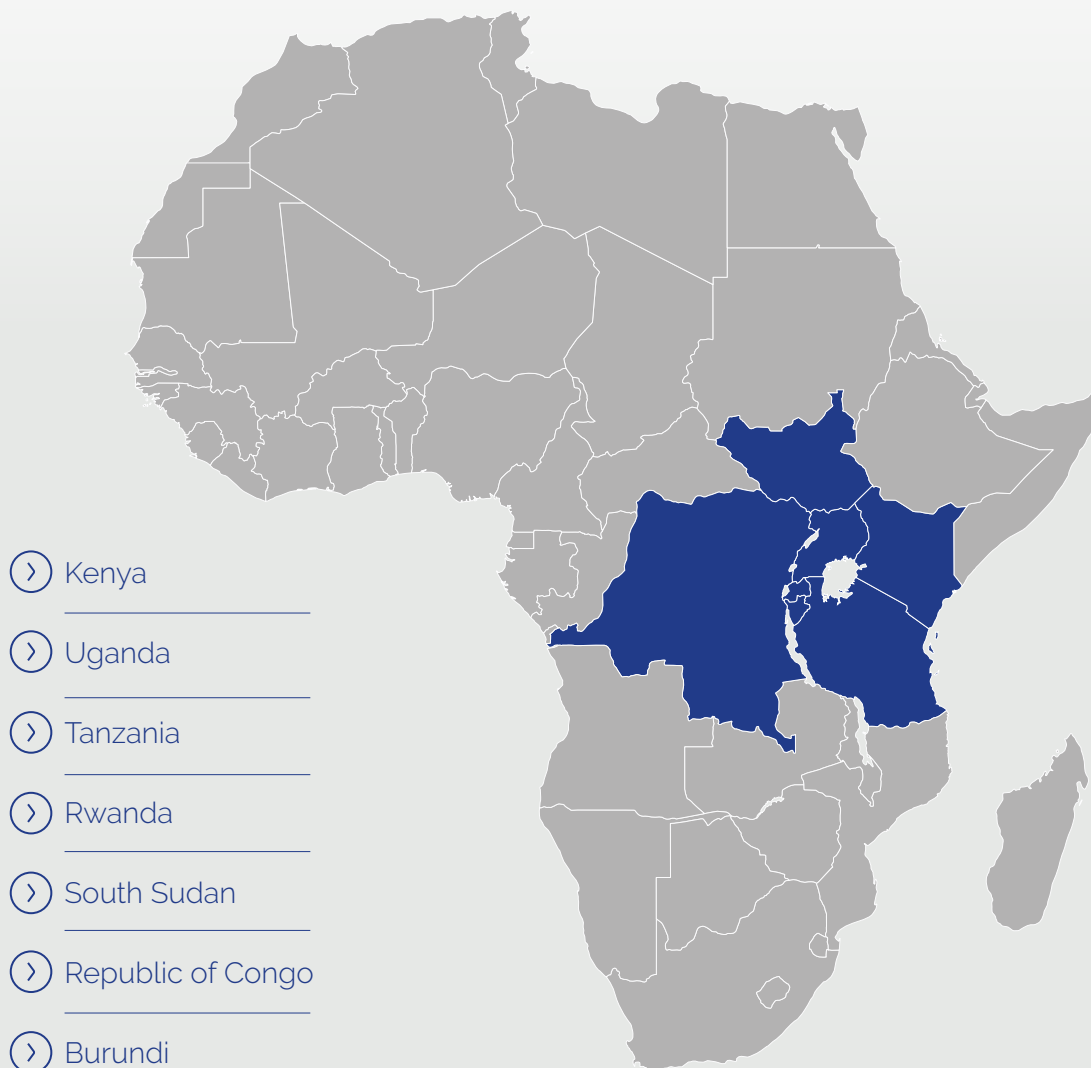 Kenya
Uganda
Tanzania
Rwanda
South Sudan
Republic of Congo
Burundi